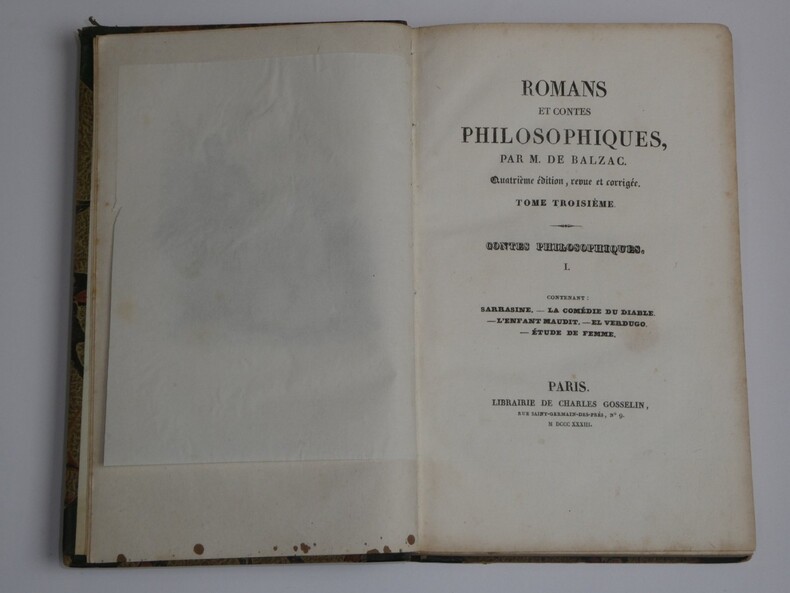 ROMANS
ET CONTES
PHILOSOPHIQUES,
PAR M. DE BALZAC.
Quatrième édition, revue et corrigée.
TOME TROISIÈME.
CONTES PHILOSOPHIQUES.
I.
CONTENANT :
SARRASINE, — LA COMÉDIE DU DIABLE.
— L'ENFANT MAUDIT, — EL VERDUGO.
— ÉTUDE DE FEMME.
PARIS.
LIBRAIRIE DE CHARLES GOSSELIN,
RUE SAINT-GERMAIN-DES-PRÉS, N° 9.
M DCCC XXXIII.